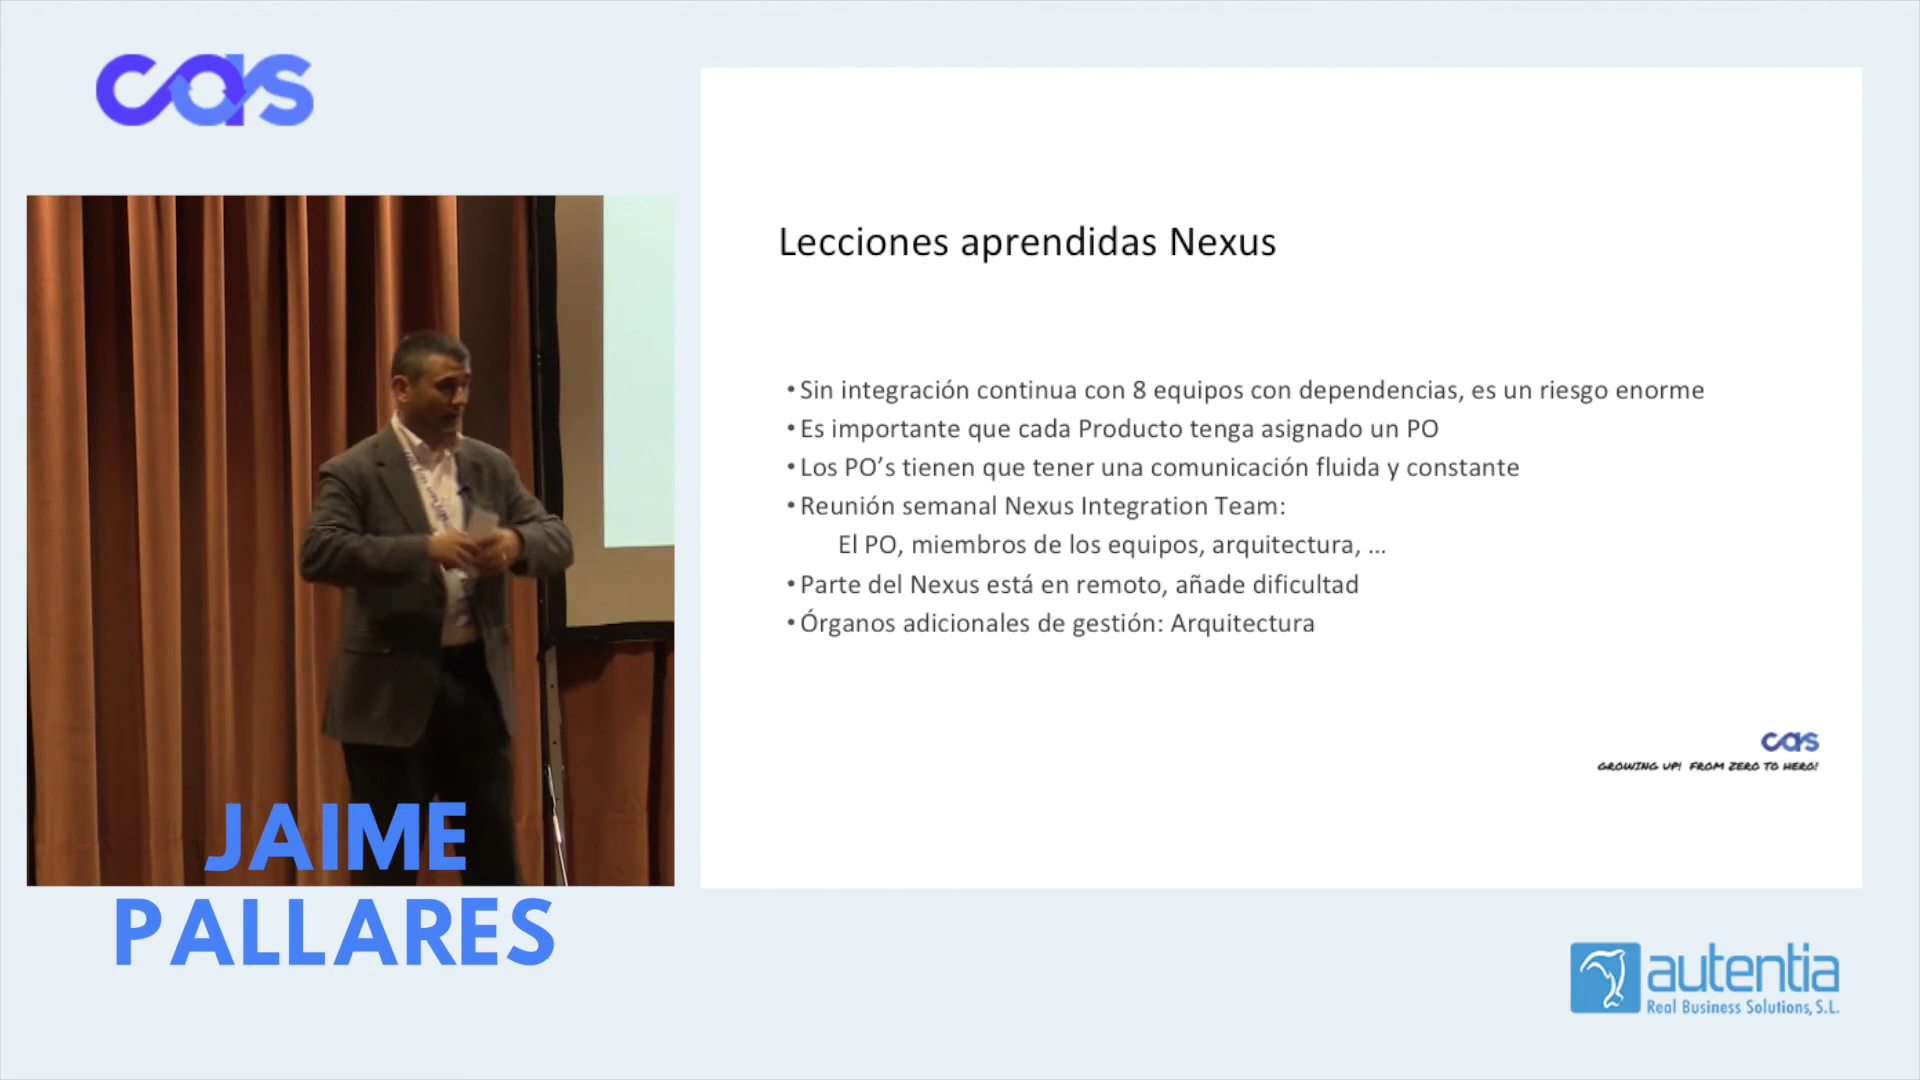 cas
JAIME
PALLARES
Lecciones aprendidas Nexus
• Sin integración continua con 8 equipos con dependencias, es un riesgo enorme
• Es importante que cada Producto tenga asignado un PO
• Los PO’s tienen que tener una comunicación fluida y constante
• Reunión semanal Nexus Integration Team:
El PO, miembros de los equipos, arquitectura, ...
• Parte del Nexus está en remoto, añade dificultad
• Órganos adicionales de gestión: Arquitectura
cas
GROWING UP! FROM ZERO TO HERO!
autentia
Real Business Solutions, S.L.